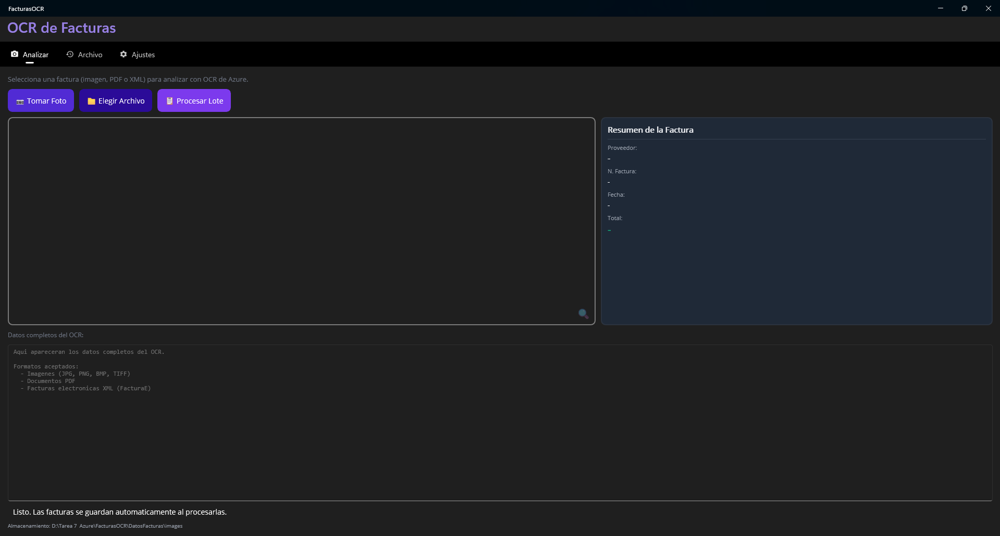 FacturasOCR
OCR de Facturas
Analizar
Archivo
Ajustes
Selecciona una factura (imagen, PDF o XML) para analizar con OCR de Azure.
Tomar Foto
Elegir Archivo
Procesar Lote
Resumen de la Factura
Proveedor:
-
N. Factura:
-
Fecha:
-
Total:
-
Datos completos del OCR:
Aqui apareceran los datos completos del OCR.
Formatos aceptados:
- Imagenes (JPG, PNG, BMP, TIFF)
- Documentos PDF
- Facturas electronicas XML (FacturaE)
Listo. Las facturas se guardan automaticamente al procesarlas.
Almacenamiento: D:\Tarea 7  Azure\FacturasOCR\DatosFacturas\images